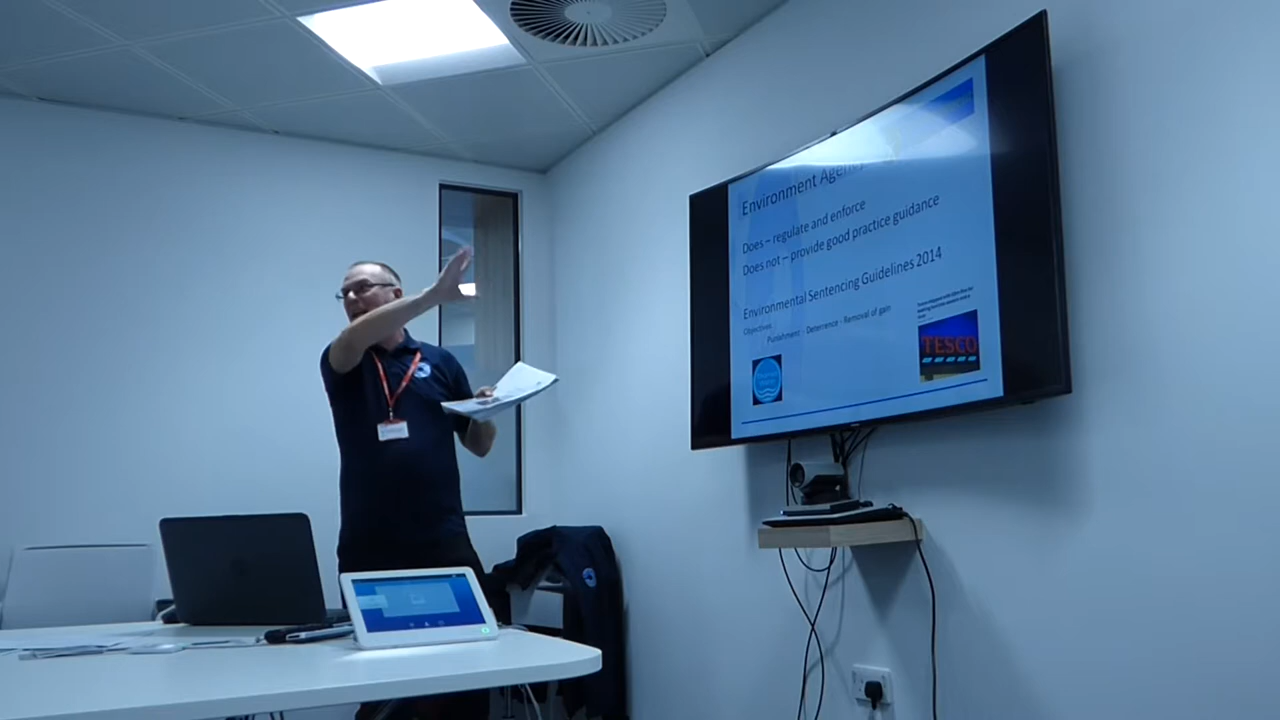 Environment Agency
Does – regulate and enforce
Does not – provide good practice guidance
Environmental Sentencing Guidelines 2014
Objectives
Punishment - Deterrence - Removal of gain
TESCO